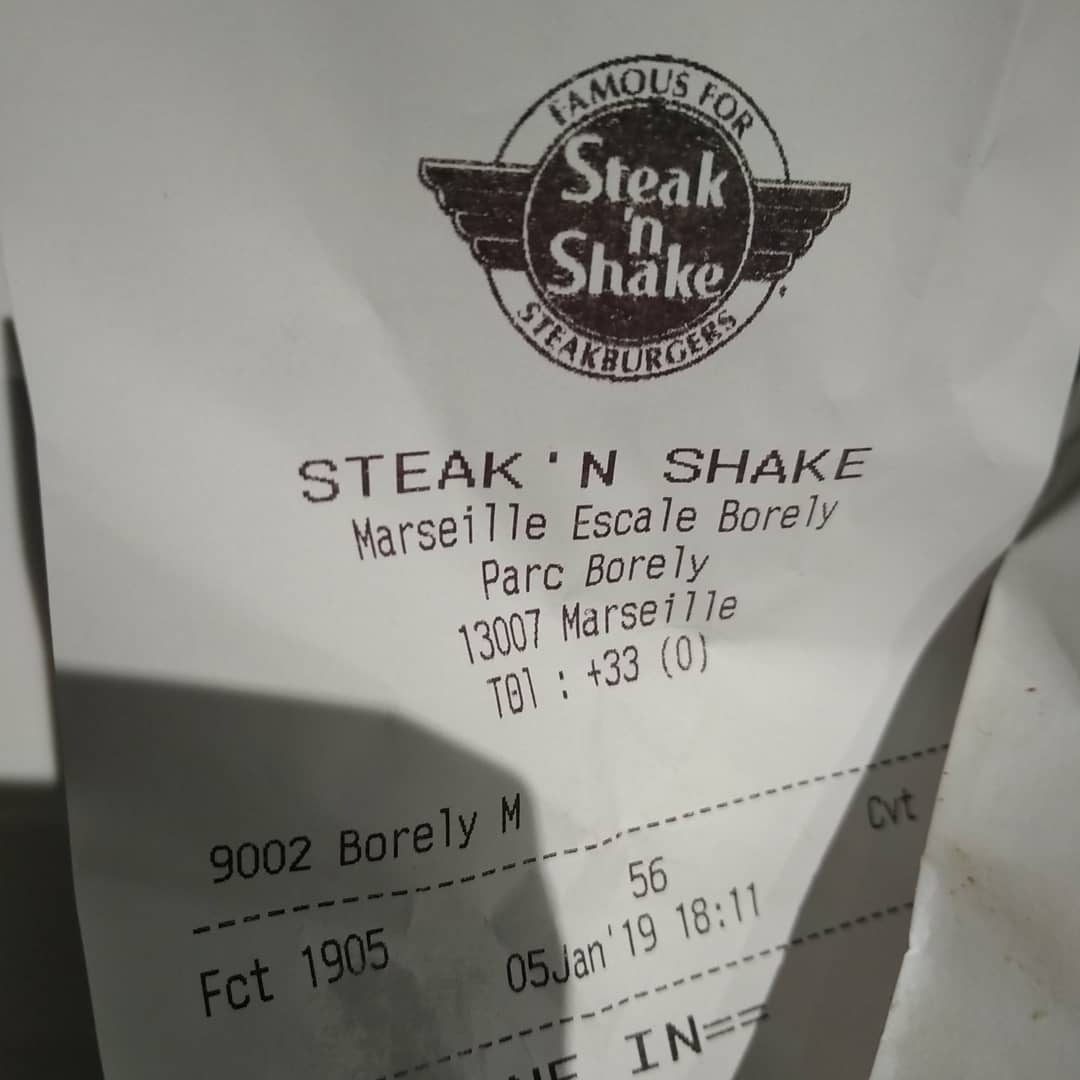 FAMOUS FOR
Steak
'n
Shake
STEAKBURGERS
STEAK 'N SHAKE
Marseille Escale Borely
Parc Borely
13007 Marseille
T01 : +33 (0)
9002 Borely M
Cvt
56
Fct 1905 05Jan'19 18:11
IN==